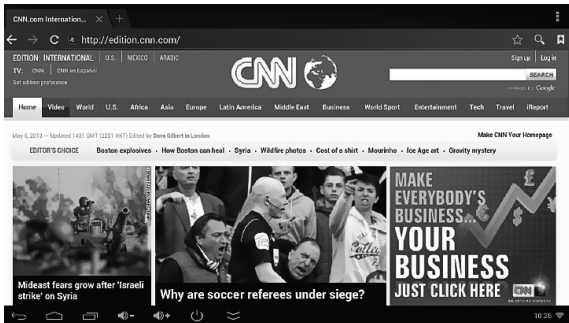 CNN.com Internation...
http://edition.cnn.com/
EDITION: INTERNATIONAL U.S. MÉXICO ARABIC
TV: CNNi CNN en Español
Set edition preference
CNN
Sign up Log in
SEARCH
POWERED BY Google
Home Video World U.S. Africa Asia Europe Latin America Middle East Business World Sport Entertainment Tech Travel iReport
May 6, 2013 -- Updated 1431 GMT (2231 HKT) Edited by Dave Gilbert in London
Make CNN Your Homepage
EDITOR'S CHOICE Boston explosives • How Boston can heal • Syria • Wildfire photos • Cost of a shirt • Mourinho • Ice Age art • Gravity mystery
Mideast fears grow after 'Israeli strike' on Syria
Why are soccer referees under siege?
MAKE
EVERYBODY'S
BUSINESS...
YOUR
BUSINESS
JUST CLICK HERE
CNN
10:26